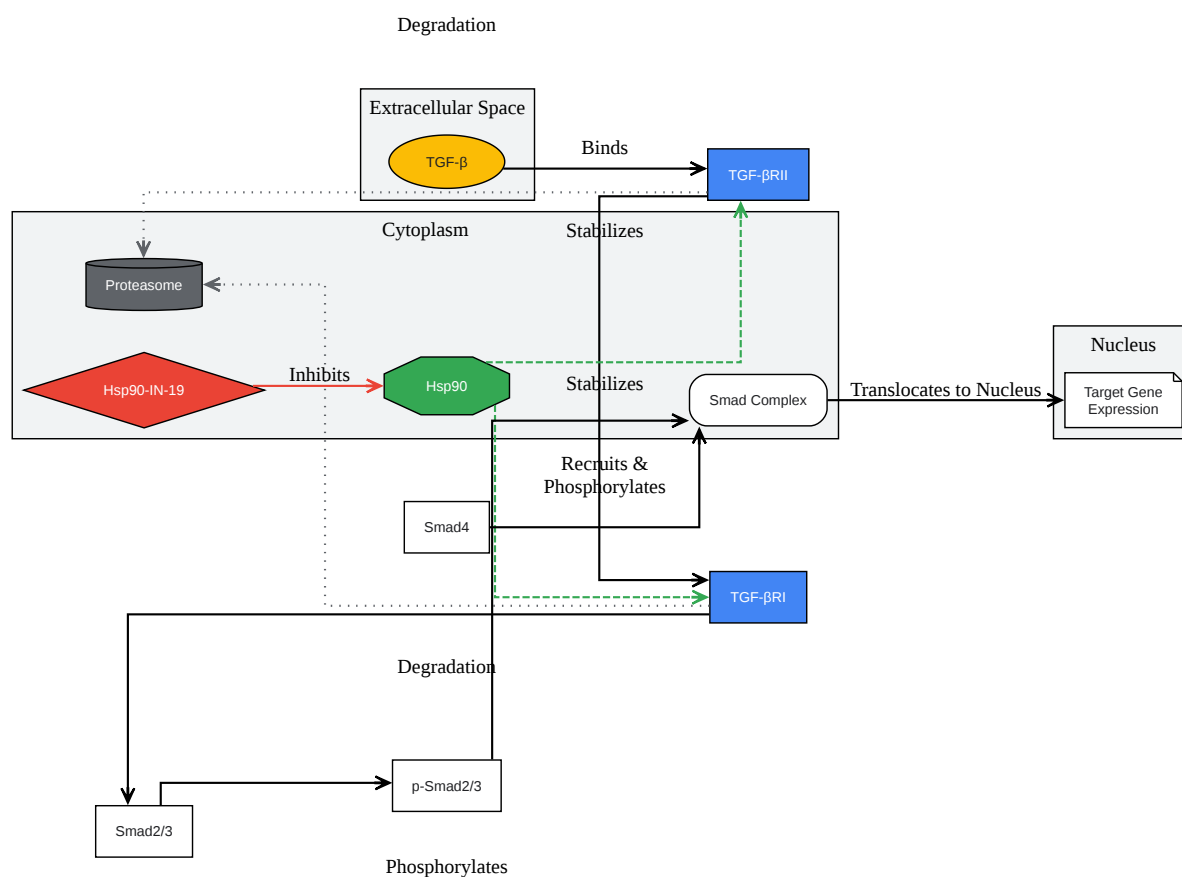 Degradation
Extracellular Space
TGF-β
Binds
TGF-βRII
Cytoplasm
Stabilizes
Proteasome
Hsp90-IN-19
Inhibits
Hsp90
Stabilizes
Smad Complex
Translocates to Nucleus
Nucleus
Target Gene
Expression
Recruits &
Phosphorylates
Smad4
TGF-βRI
Degradation
p-Smad2/3
Smad2/3
Phosphorylates